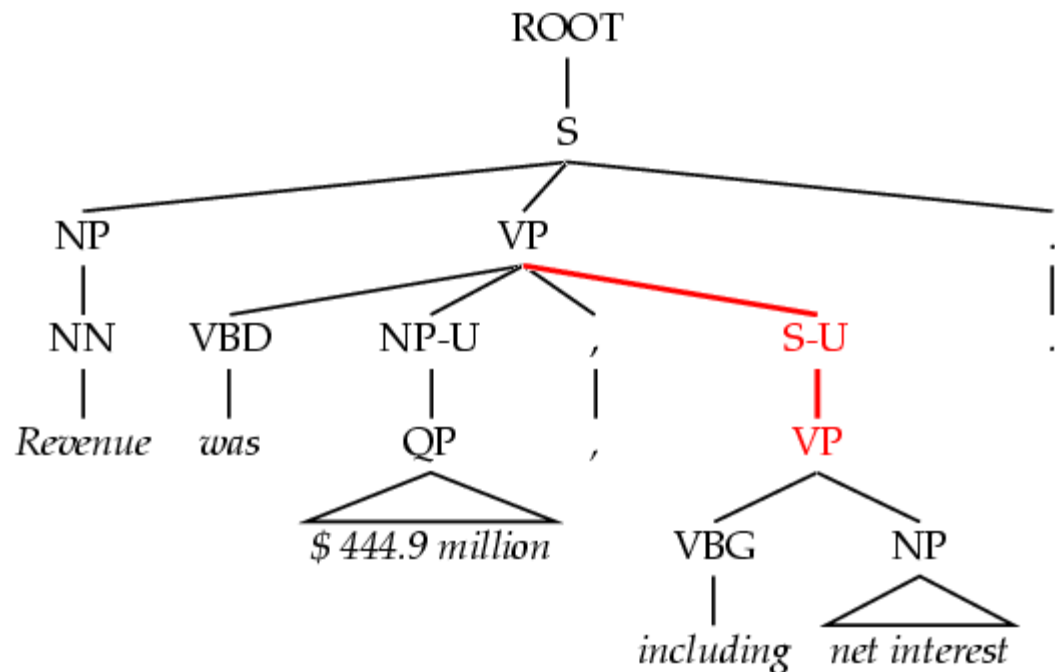 ROOT
S
NP VP .
NN VBD NP-U , S-U .
Revenue was QP , VP
$ 444.9 million VBG NP
including net interest